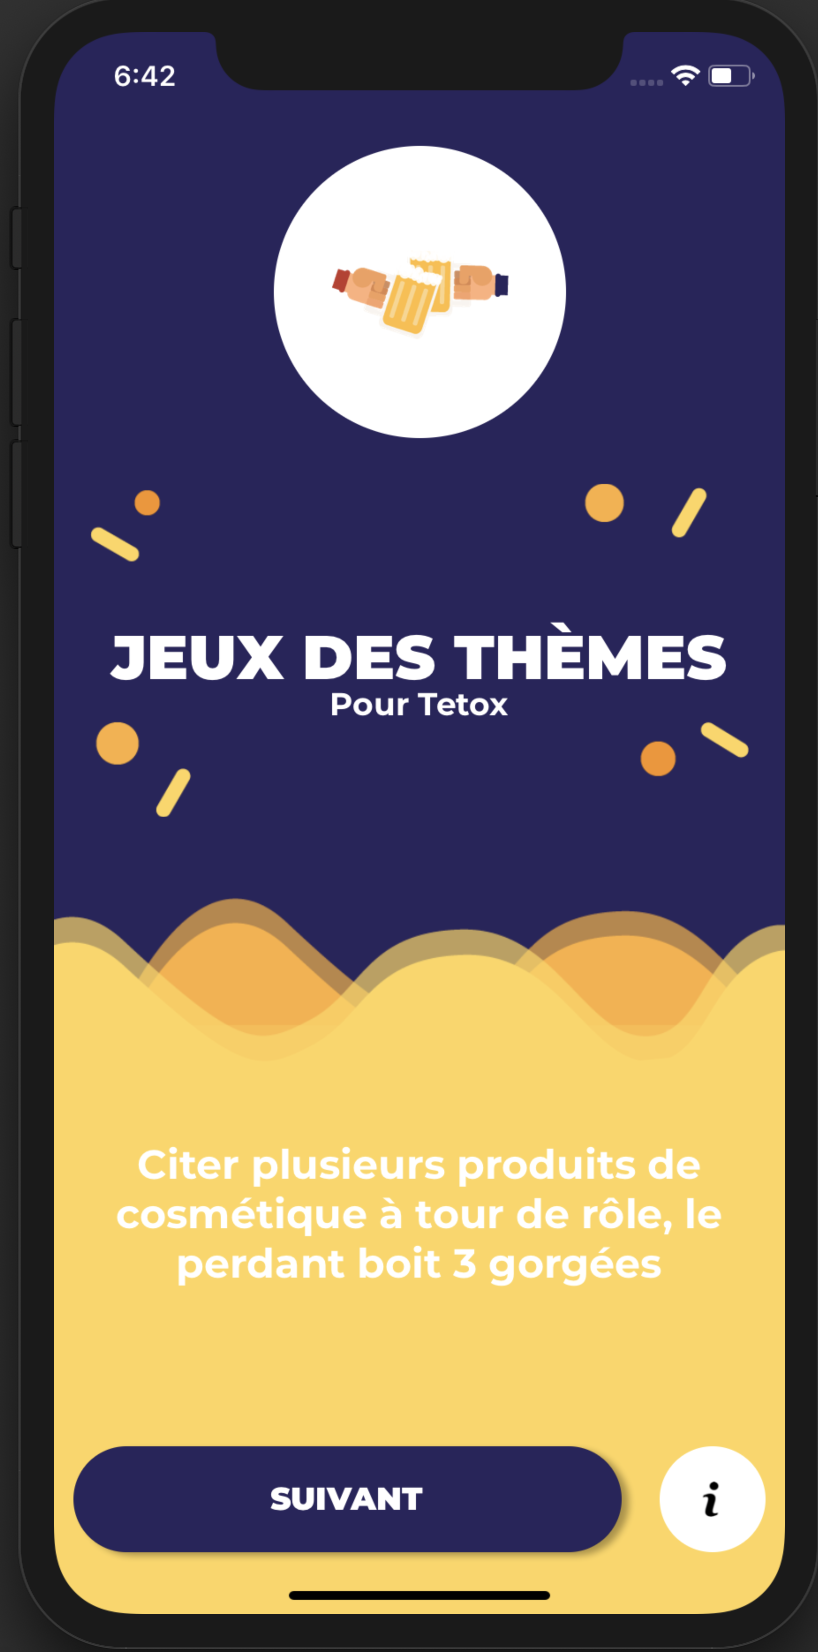 6:42
JEUX DES THÈMES
Pour Tetox
Citer plusieurs produits de
cosmétique à tour de rôle, le
perdant boit 3 gorgées
SUIVANT
i